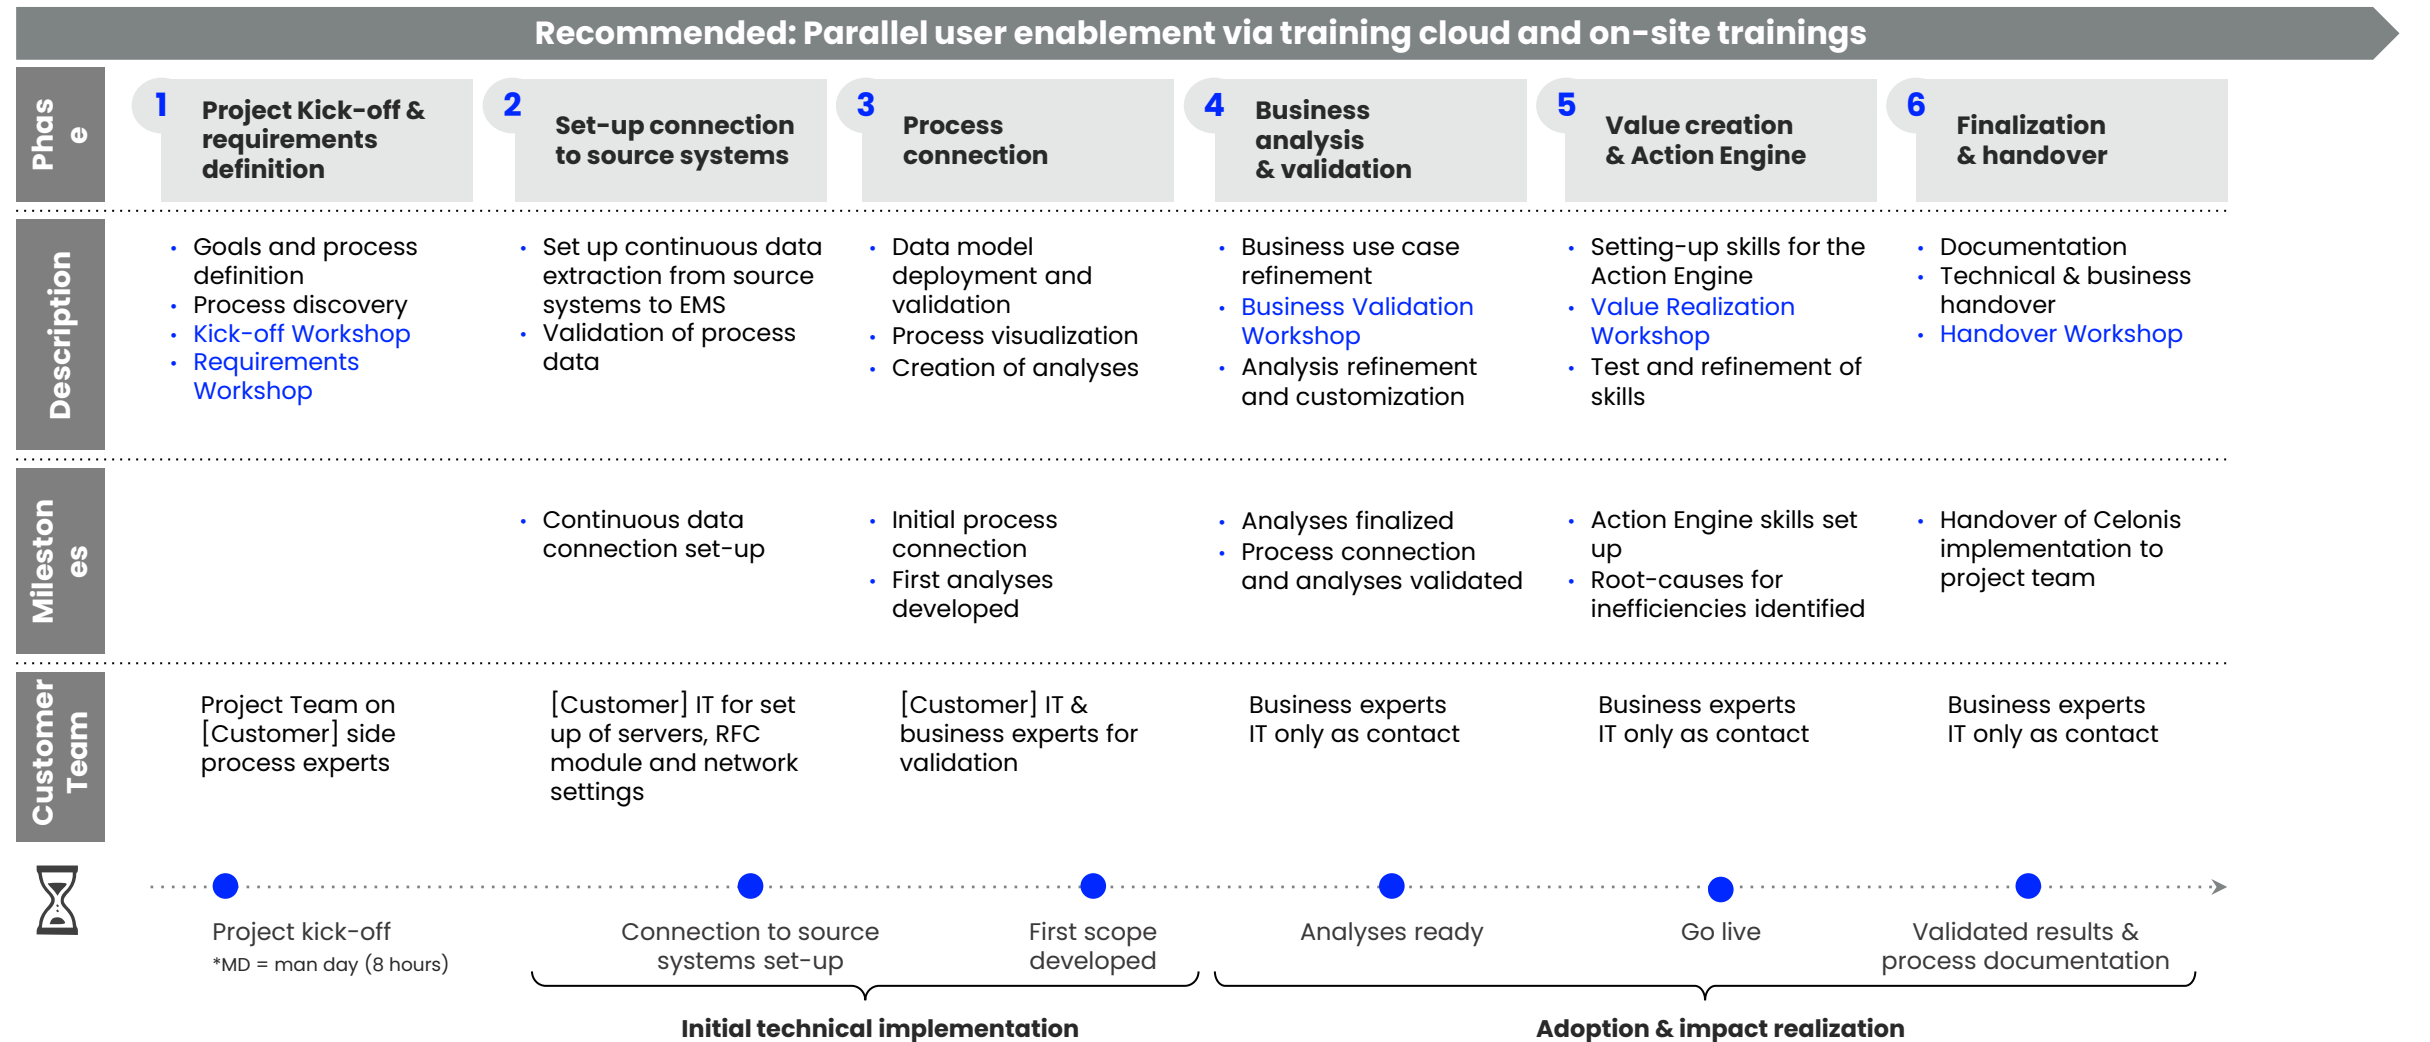 Recommended: Parallel user enablement via training cloud and on-site trainings
Phas
e
1
Project Kick-off &
requirements
definition
2
Set-up connection
to source systems
3
Process
connection
4
Business
analysis
& validation
5
Value creation
& Action Engine
6
Finalization
& handover
Description
• Goals and process
definition
• Process discovery
• Kick-off Workshop
• Requirements
Workshop
• Set up continuous data
extraction from source
systems to EMS
• Validation of process
data
• Data model
deployment and
validation
• Process visualization
• Creation of analyses
• Business use case
refinement
• Business Validation
Workshop
• Analysis refinement
and customization
• Setting-up skills for the
Action Engine
• Value Realization
Workshop
• Test and refinement of
skills
• Documentation
• Technical & business
handover
• Handover Workshop
Mileston
es
• Continuous data
connection set-up
• Initial process
connection
• First analyses
developed
• Analyses finalized
• Process connection
and analyses validated
• Action Engine skills set
up
• Root-causes for
inefficiencies identified
• Handover of Celonis
implementation to
project team
Customer
Team
Project Team on
[Customer] side
process experts
[Customer] IT for set
up of servers, RFC
module and network
settings
[Customer] IT &
business experts for
validation
Business experts
IT only as contact
Business experts
IT only as contact
Business experts
IT only as contact
Project kick-off
*MD = man day (8 hours)
Connection to source
systems set-up
First scope
developed
Analyses ready
Go live
Validated results &
process documentation
Initial technical implementation
Adoption & impact realization